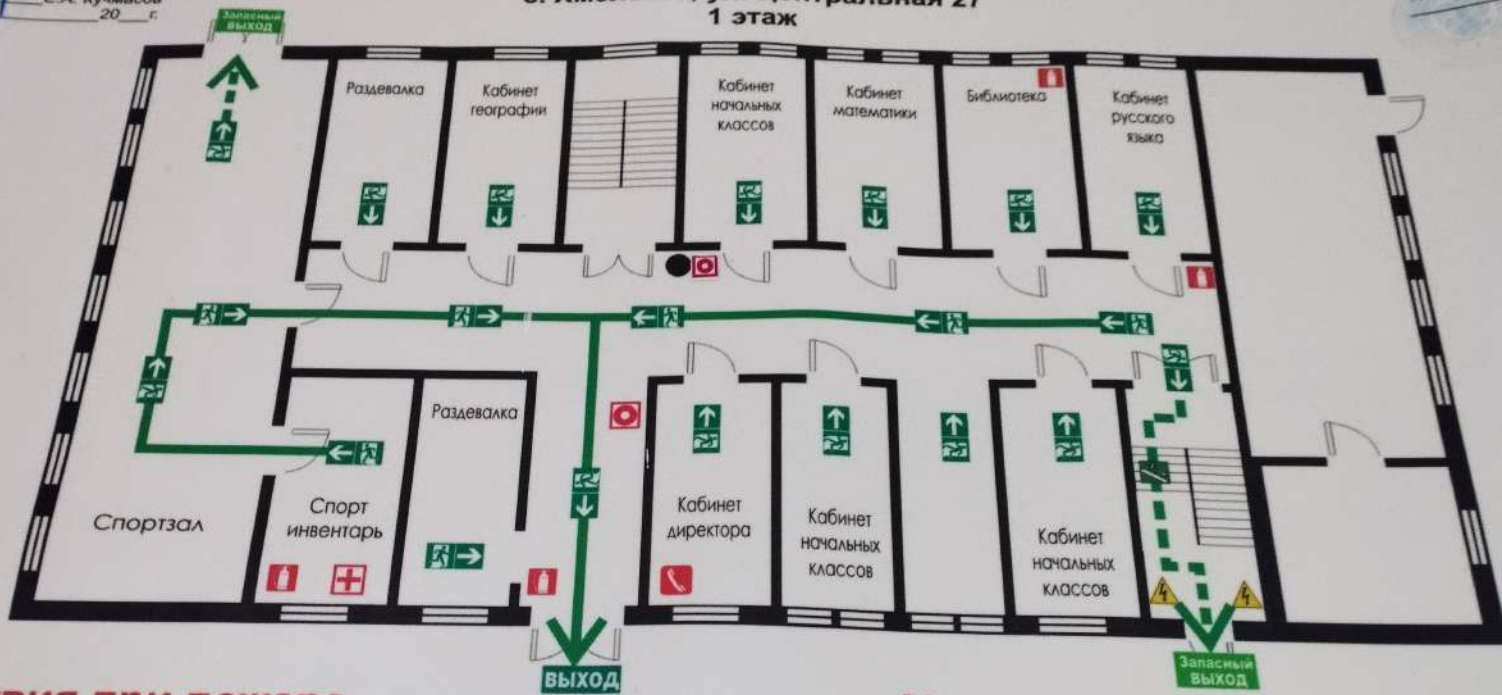 20 г.
1 этаж
Запасный
ВЫХОД
Раздевалка
Кабинет
географии
Кабинет
начальных
классов
Кабинет
математики
Библиотека
Кабинет
русского
языка
Раздевалка
Спортзал
Спорт
инвентарь
Кабинет
директора
Кабинет
начальных
классов
Кабинет
начальных
классов
ВЫХОД
Запасный
ВЫХОД